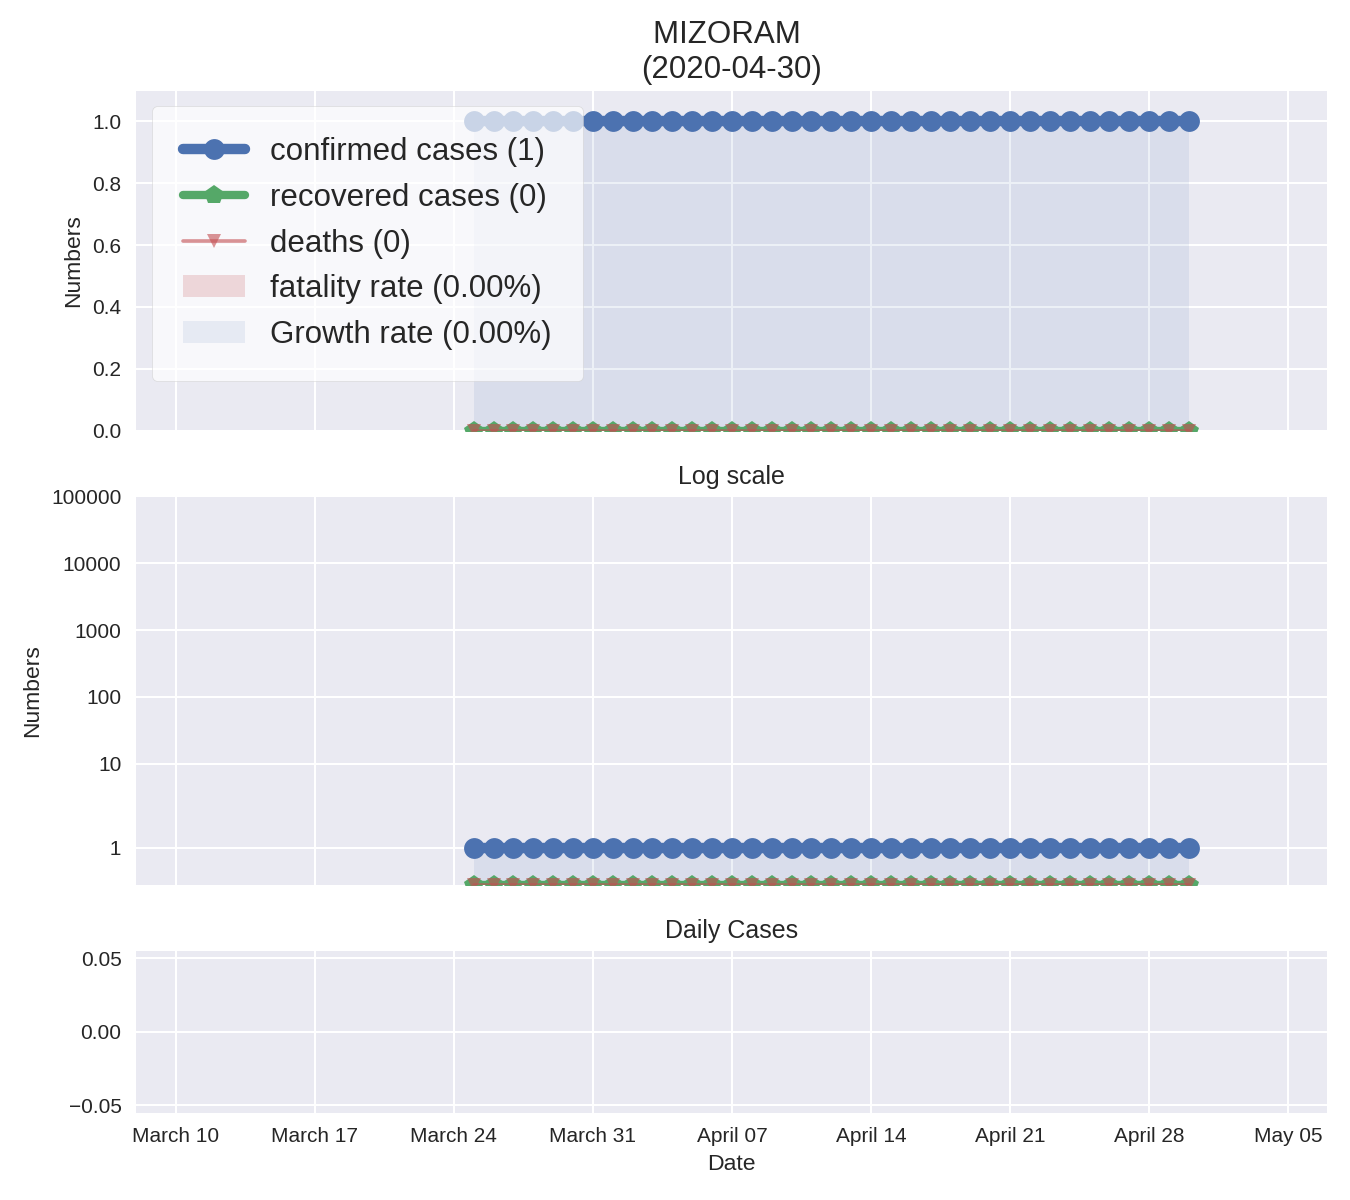 MIZORAM
(2020-04-30)
Numbers
1.0
0.8
0.6
0.4
0.2
0.0
confirmed cases (1)
recovered cases (0)
deaths (0)
fatality rate (0.00%)
Growth rate (0.00%)
Log scale
Numbers
100000
10000
1000
100
10
1
Daily Cases
0.05
0.00
−0.05
March 10 March 17 March 24 March 31 April 07 April 14 April 21 April 28 May 05
Date